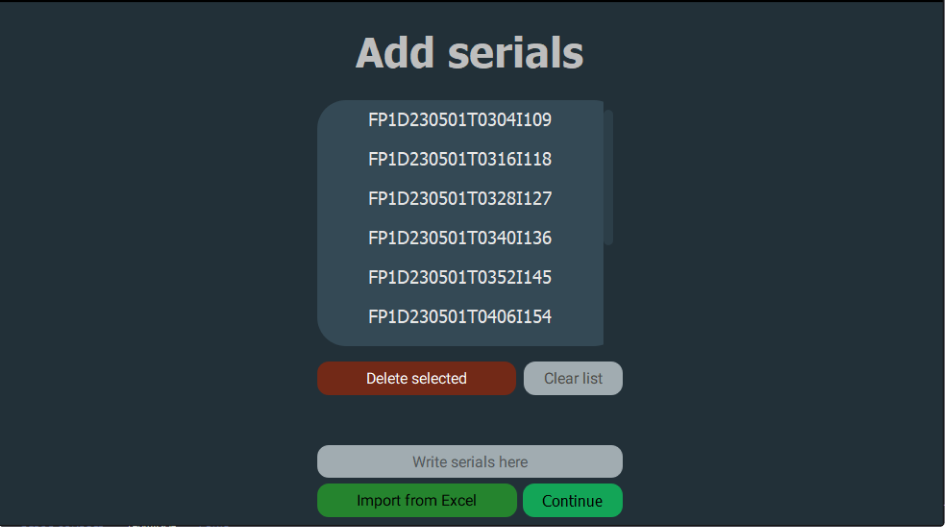 Add serials
FP1D230501T0304I109
FP1D230501T0316I118
FP1D230501T0328I127
FP1D230501T0340I136
FP1D230501T0352I145
FP1D230501T0406I154
Delete selected
Clear list
Write serials here
Import from Excel
Continue